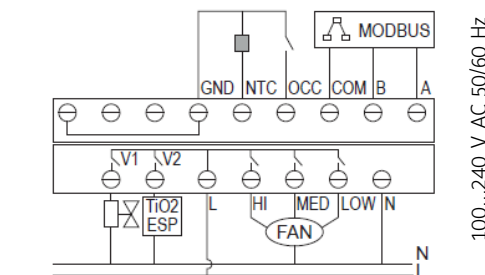 MODBUS
GND NTC OCC COM B A
V1 V2
TiO2 L HI MED LOW N
ESP
FAN
N
L
100...240 V AC 50/60 Hz